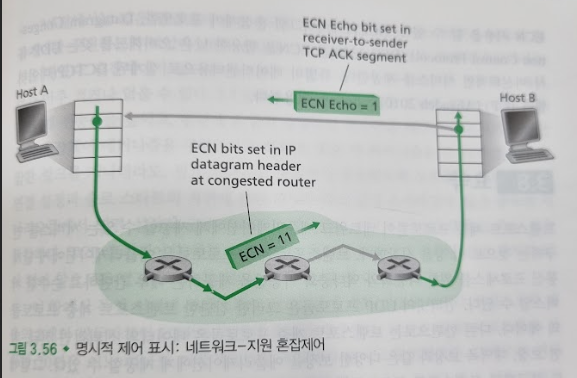 ECN Echo bit set in
receiver-to-sender
TCP ACK segment
Host A
ECN Echo = 1
Host B
ECN bits set in IP
datagram header
at congested router
ECN = 11
그림 3.56 ◆ 명시적 제어 표시: 네트워크-지원 혼잡제어